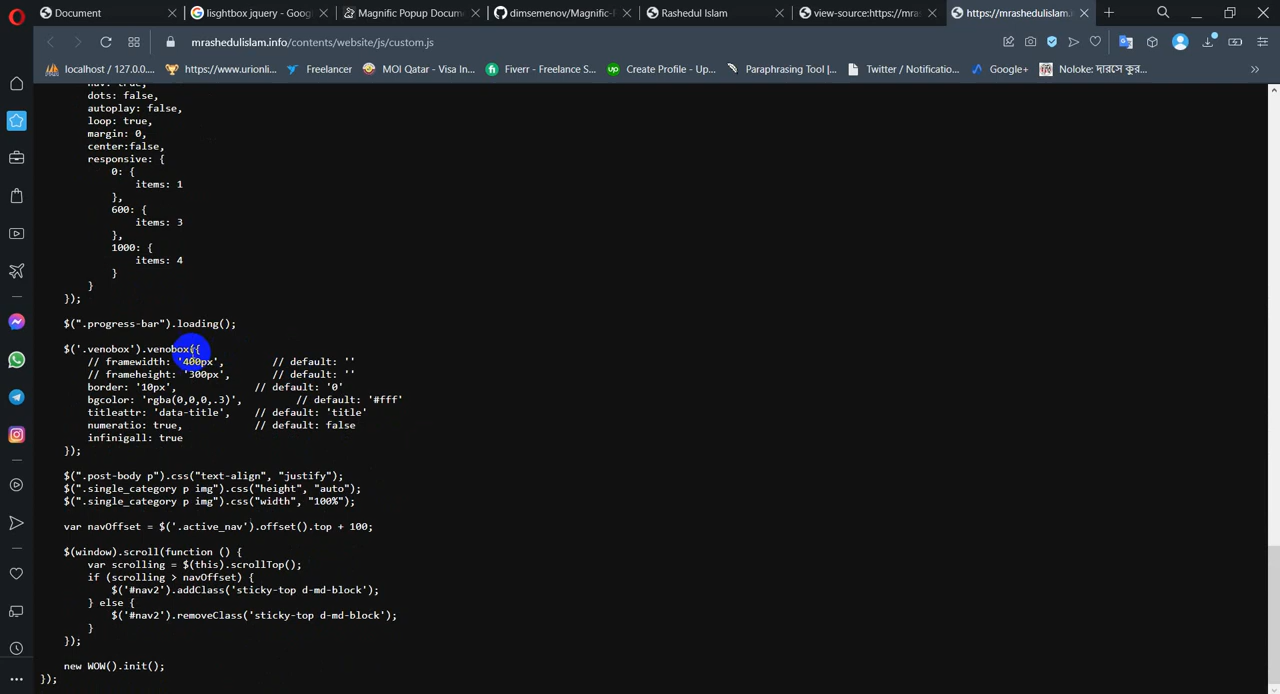 Document
lisghtbox jquery - Goog
Magnific Popup Docum
dimsemenov/Magnific-
Rashedul Islam
view-source:https://mra
https://mrashedulislam.i
mrashedulislam.info/contents/website/js/custom.js
localhost / 127.0.0....
https://www.urionli...
Freelancer
MOI Qatar - Visa In...
Fiverr - Freelance S...
Create Profile - Up...
Paraphrasing Tool |...
Twitter / Notificatio...
Google+
Noloke: দারসে কুর...
nav: true,
dots: false,
autoplay: false,
loop: true,
margin: 0,
center:false,
responsive: {
0: {
items: 1
},
600: {
items: 3
},
1000: {
items: 4
}
}
});
$(".progress-bar").loading();
$('.venobox').venobox({
// framewidth: '400px', // default: ''
// frameheight: '300px', // default: ''
border: '10px', // default: '0'
bgcolor: 'rgba(0,0,0,.3)', // default: '#fff'
titleattr: 'data-title', // default: 'title'
numeratio: true, // default: false
infinigall: true
});
$(".post-body p").css("text-align", "justify");
$(".single_category p img").css("height", "auto");
$(".single_category p img").css("width", "100%");
var navOffset = $('.active_nav').offset().top + 100;
$(window).scroll(function () {
var scrolling = $(this).scrollTop();
if (scrolling > navOffset) {
$('#nav2').addClass('sticky-top d-md-block');
} else {
$('#nav2').removeClass('sticky-top d-md-block');
}
});
new WOW().init();
});